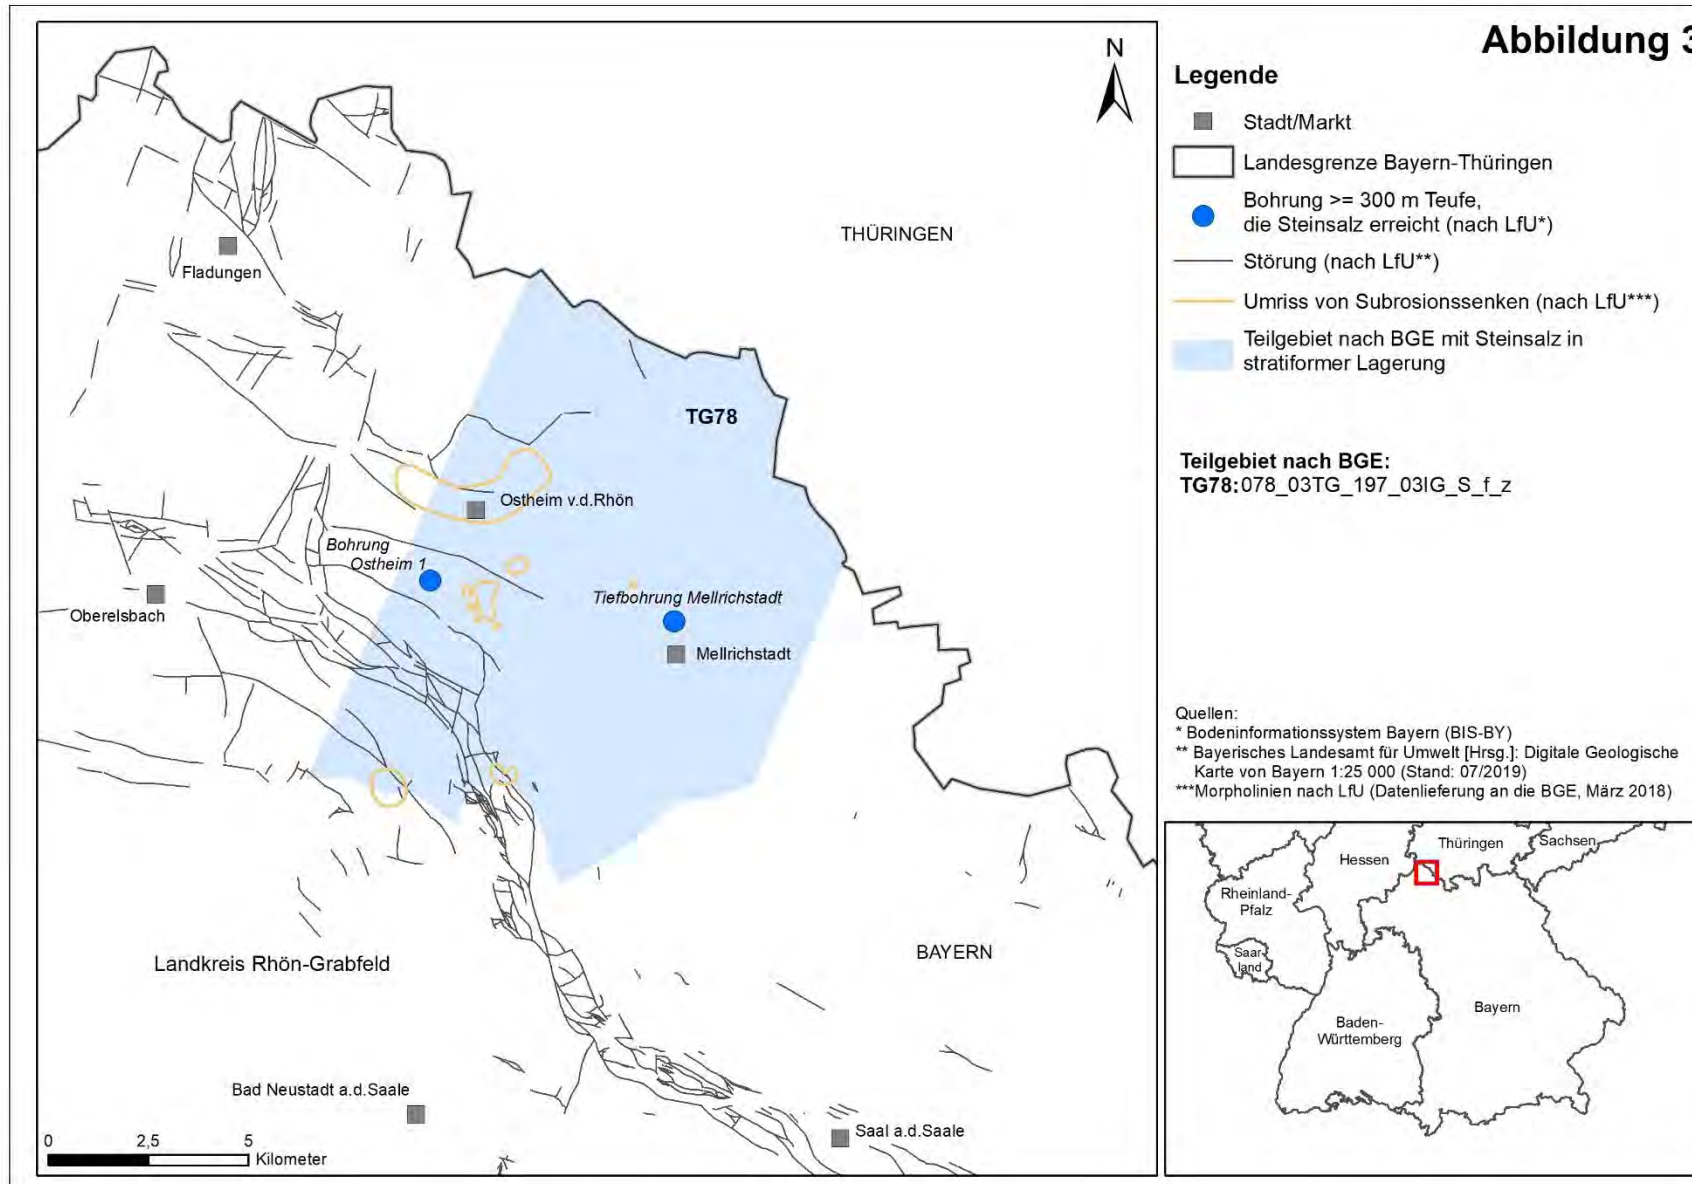 Abbildung 3
N
THÜRINGEN
Fladungen
TG78
Ostheim v.d.Rhön
Bohrung
Ostheim 1
Tiefbohrung Mellrichstadt
Oberelsbach
Mellrichstadt
BAYERN
Landkreis Rhön-Grabfeld
Bad Neustadt a.d.Saale
Saal a.d.Saale
0 2,5 5
Kilometer
Legende
Stadt/Markt
Landesgrenze Bayern-Thüringen
Bohrung >= 300 m Teufe,
die Steinsalz erreicht (nach LfU*)
Störung (nach LfU**)
Umriss von Subrosionssenken (nach LfU***)
Teilgebiet nach BGE mit Steinsalz in
stratiformer Lagerung
Teilgebiet nach BGE:
TG78: 078_03TG_197_03IG_S_f_z
Quellen:
* Bodeninformationssystem Bayern (BIS-BY)
** Bayerisches Landesamt für Umwelt [Hrsg.]: Digitale Geologische
Karte von Bayern 1:25 000 (Stand: 07/2019)
***Morpholinien nach LfU (Datenlieferung an die BGE, März 2018)
Thüringen
Sachsen
Hessen
Rheinland-
Pfalz
Saar-
land
Bayern
Baden-
Württemberg